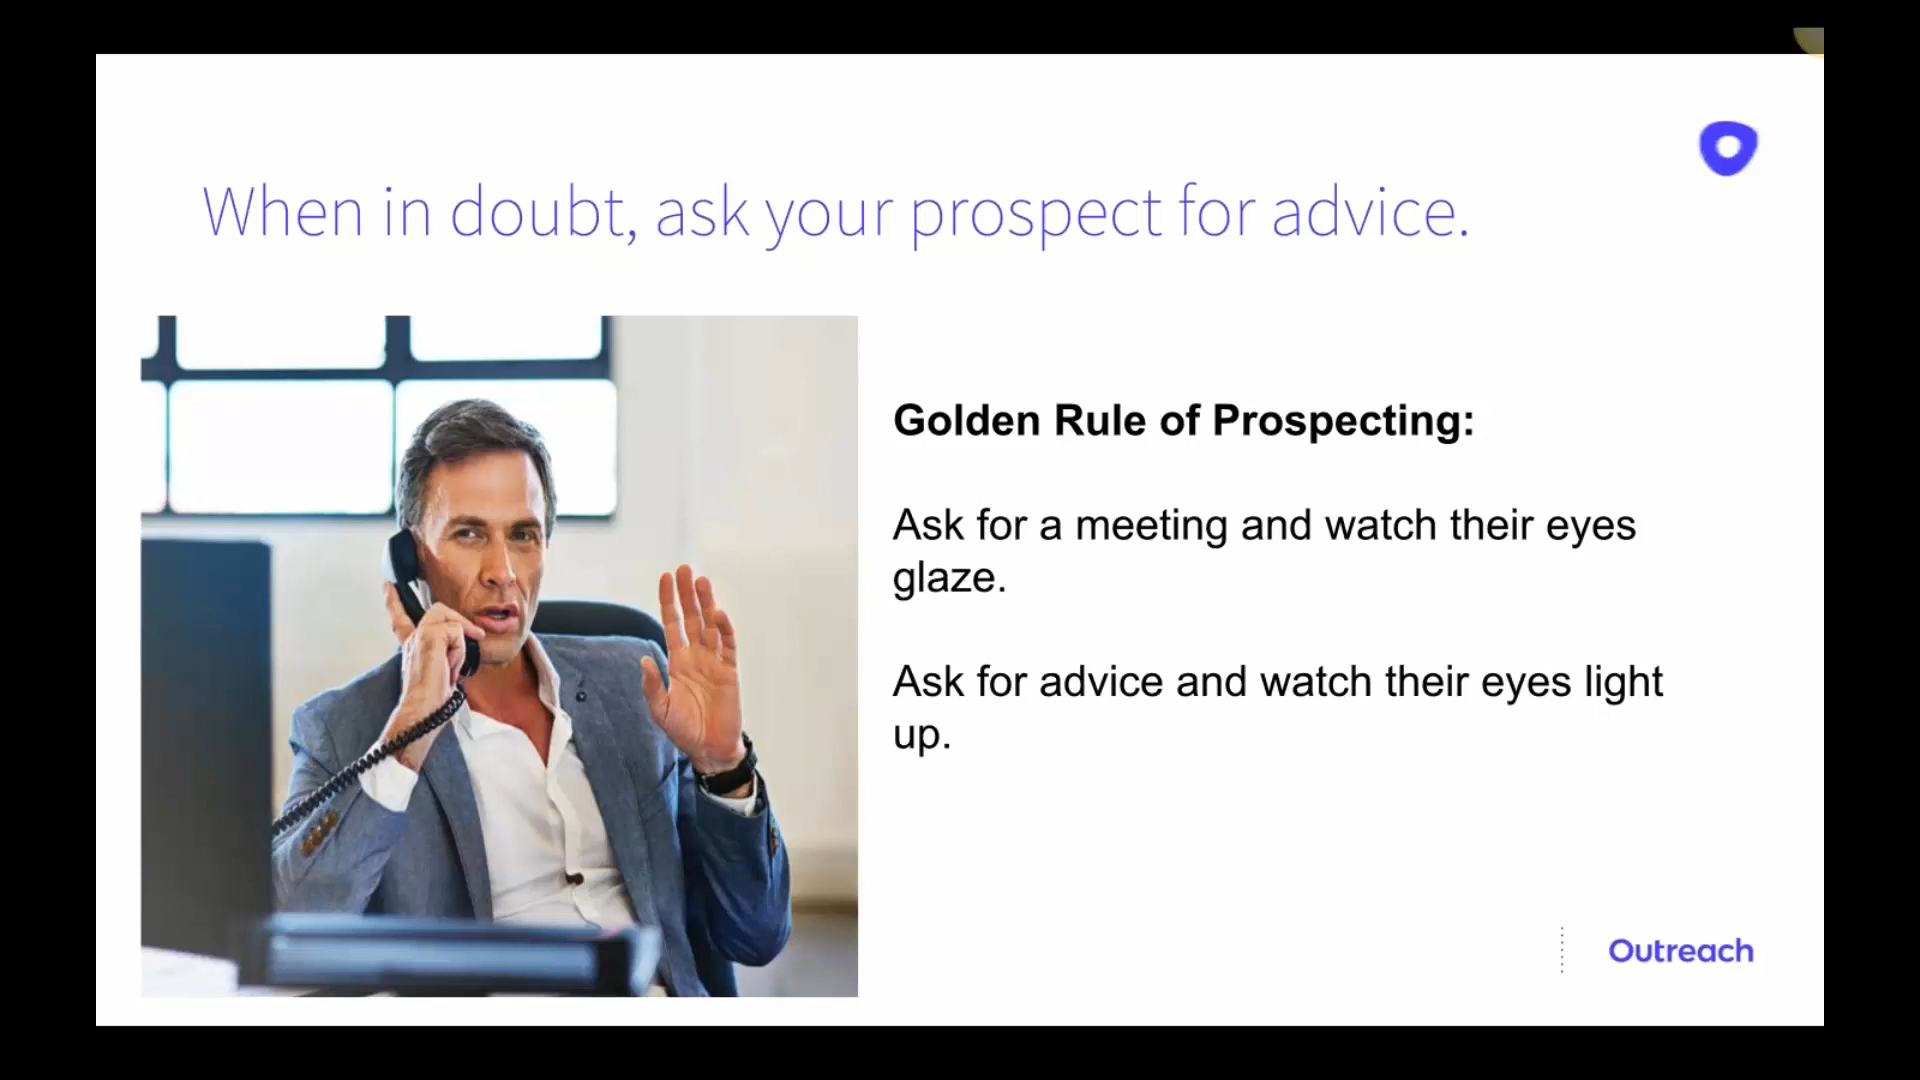 When in doubt, ask your prospect for advice.
Golden Rule of Prospecting:
Ask for a meeting and watch their eyes
glaze.
Ask for advice and watch their eyes light
up.
Outreach